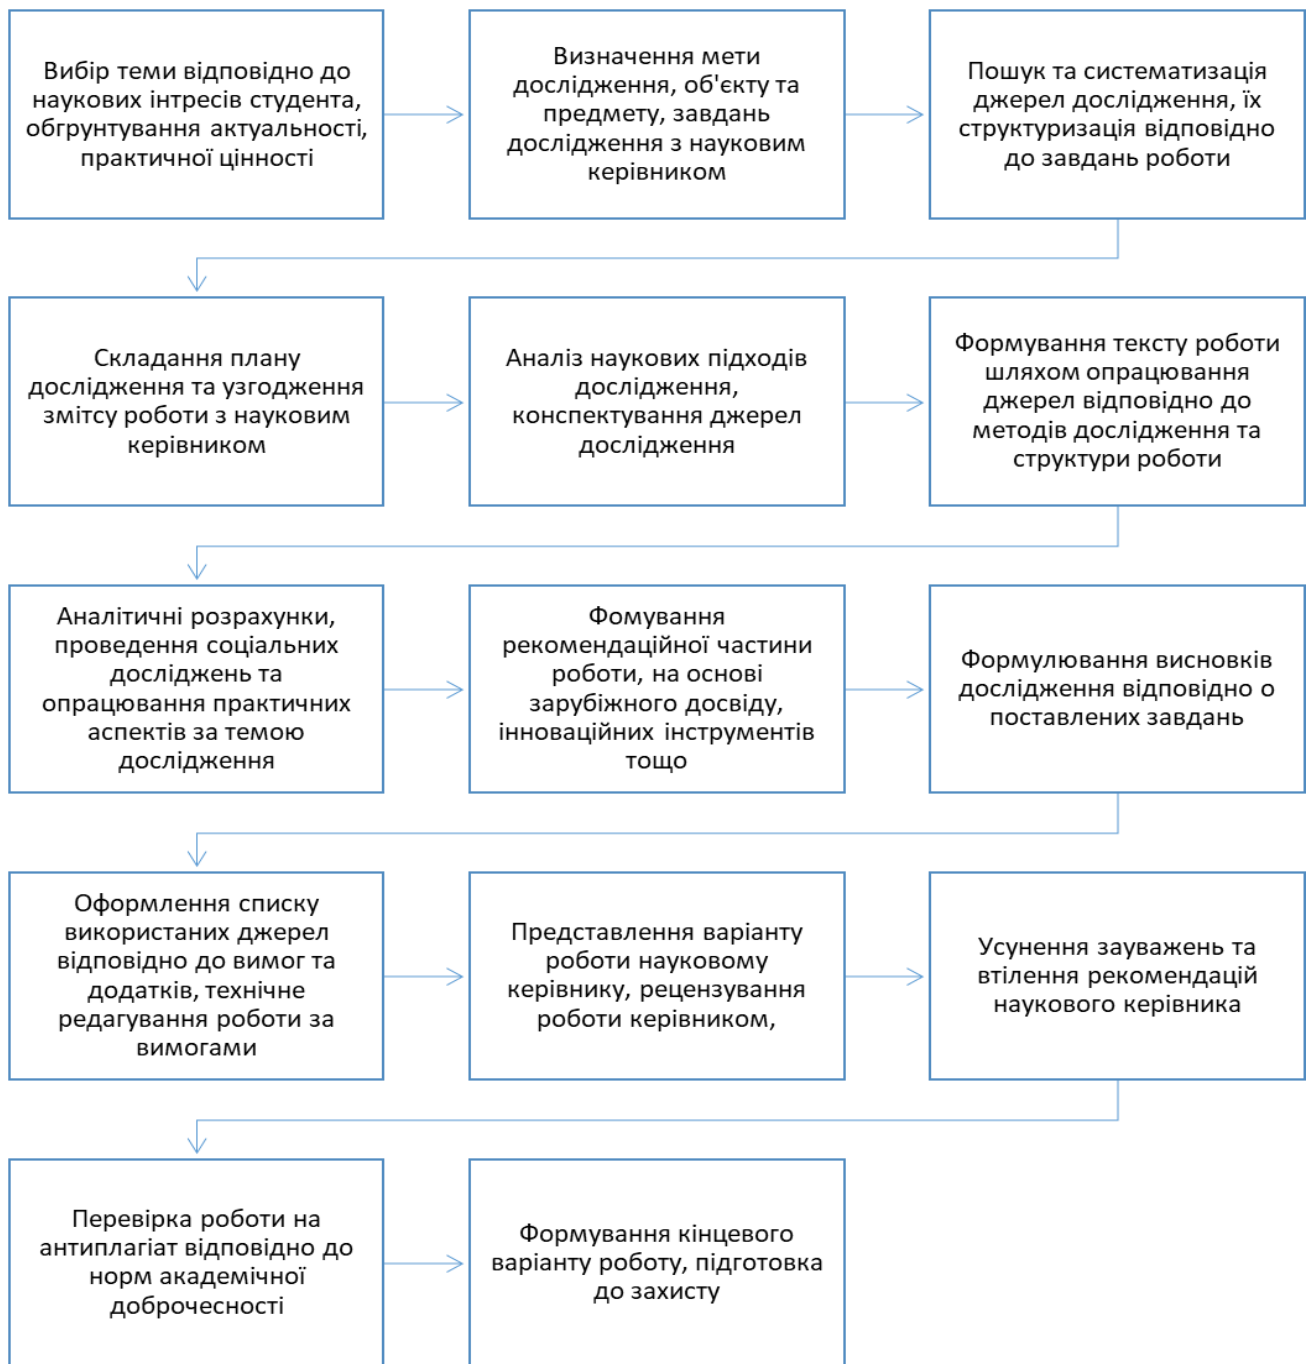 Вибір теми відповідно до
наукових інтресів студента,
обгрунтування актуальності,
практичної цінності
Визначення мети
дослідження, об'єкту та
предмету, завдань
дослідження з науковим
керівником
Пошук та систематизація
джерел дослідження, їх
структуризація відповідно
до завдань роботи
Складання плану
дослідження та узгодження
змітсу роботи з науковим
керівником
Аналіз наукових підходів
дослідження,
конспектування джерел
дослідження
Формування тексту роботи
шляхом опрацювання
джерел відповідно до
методів дослідження та
структури роботи
Аналітичні розрахунки,
проведення соціальних
досліджень та
опрацювання практичних
аспектів за темою
дослідження
Фомування
рекомендаційної частини
роботи, на основі
зарубіжного досвіду,
інноваційних інструментів
тощо
Формулювання висновків
дослідження відповідно о
поставлених завдань
Оформлення списку
використаних джерел
відповідно до вимог та
додатків, технічне
редагування роботи за
вимогами
Представлення варіанту
роботи науковому
керівнику, рецензування
роботи керівником,
Усунення зауважень та
втілення рекомендацій
наукового керівника
Перевірка роботи на
антиплагіат відповідно до
норм академічної
доброчесності
Формування кінцевого
варіанту роботу, підготовка
до захисту